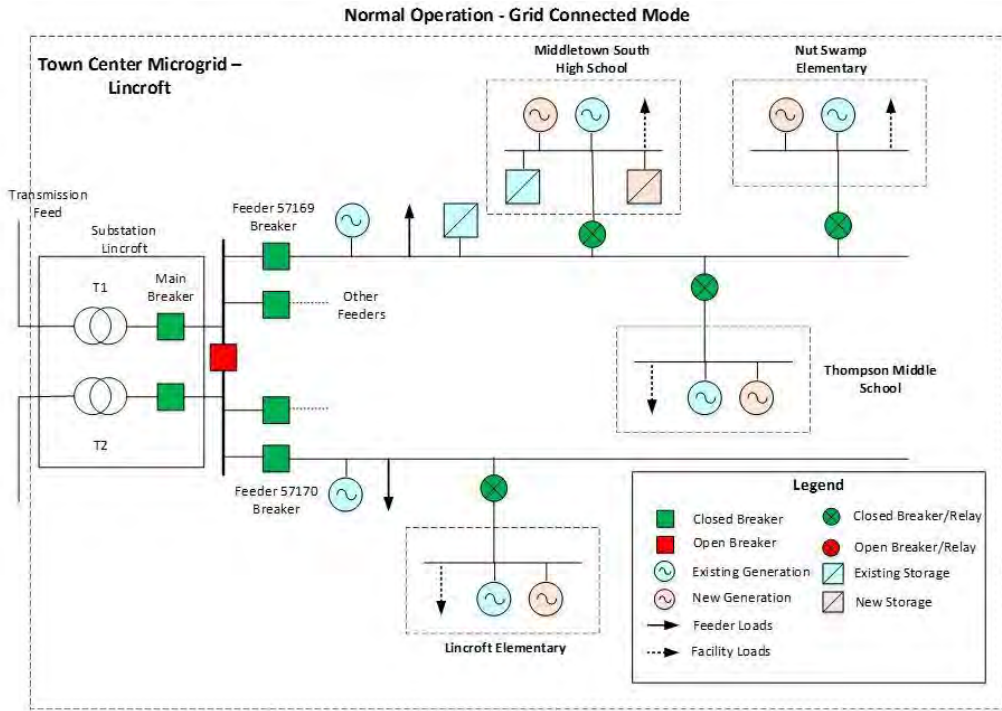 Normal Operation - Grid Connected Mode
Town Center Microgrid –
Lincroft
Middletown South
High School
Nut Swamp
Elementary
Transmission
Feed
Substation
Lincroft
Feeder 57169
Breaker
T1
Main
Breaker
Other
Feeders
Thompson Middle
School
T2
Feeder 57170
Breaker
Lincroft Elementary
Legend
Closed Breaker
Closed Breaker/Relay
Open Breaker
Open Breaker/Relay
Existing Generation
Existing Storage
New Generation
New Storage
Feeder Loads
Facility Loads